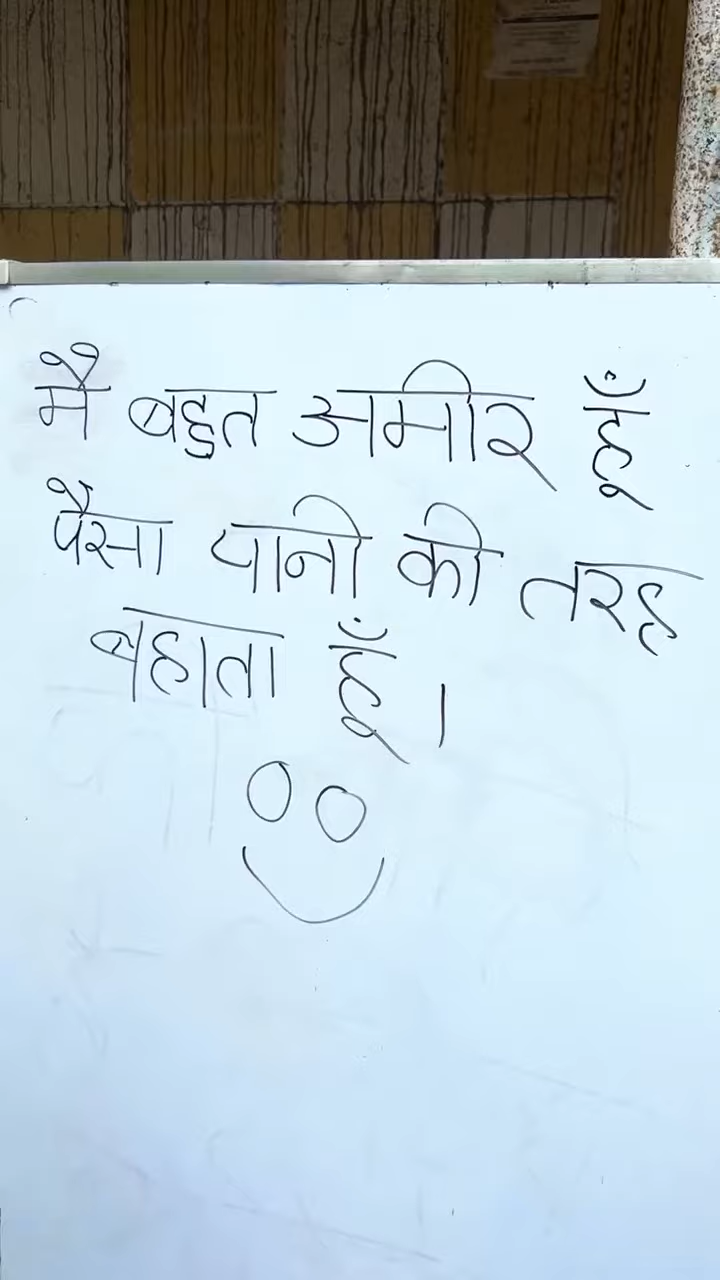 मै बहुत अमीर हूँ
पैसा पानी की तरह
बहाता हूँ।